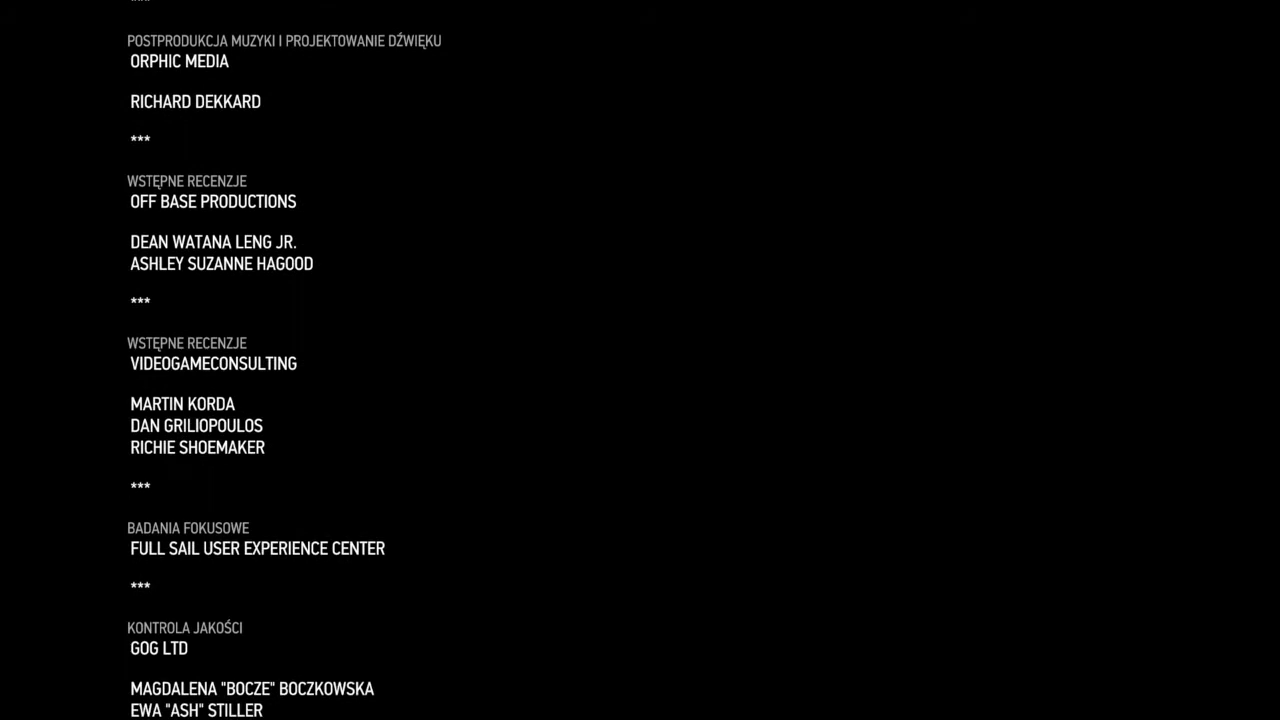 ***
POSTPRODUKCJA MUZYKI I PROJEKTOWANIE DŹWIĘKU
ORPHIC MEDIA
RICHARD DEKKARD
***
WSTĘPNE RECENZJE
OFF BASE PRODUCTIONS
DEAN WATANA LENG JR.
ASHLEY SUZANNE HAGOOD
***
WSTĘPNE RECENZJE
VIDEOGAMECONSULTING
MARTIN KORDA
DAN GRILIOPOULOS
RICHIE SHOEMAKER
***
BADANIA FOKUSOWE
FULL SAIL USER EXPERIENCE CENTER
***
KONTROLA JAKOŚCI
GOG LTD
MAGDALENA "BOCZE" BOCZKOWSKA
EWA "ASH" STILLER